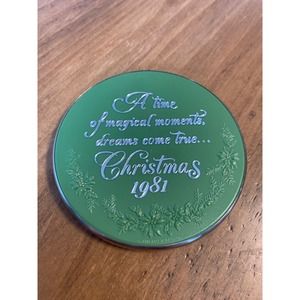 A time
of magical moments,
dreams come true...
Christmas
1981